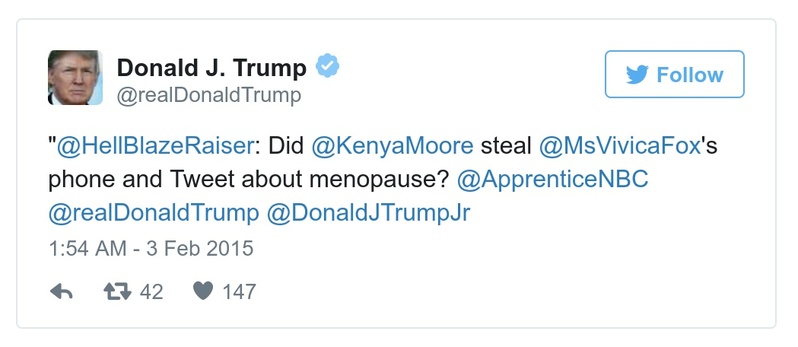 Donald J. Trump
@realDonaldTrump
Follow
"@HellBlazeRaiser: Did @KenyaMoore steal @MsVivicaFox's
phone and Tweet about menopause? @ApprenticeNBC
@realDonaldTrump @DonaldJTrumpJr
1:54 AM - 3 Feb 2015
42 147